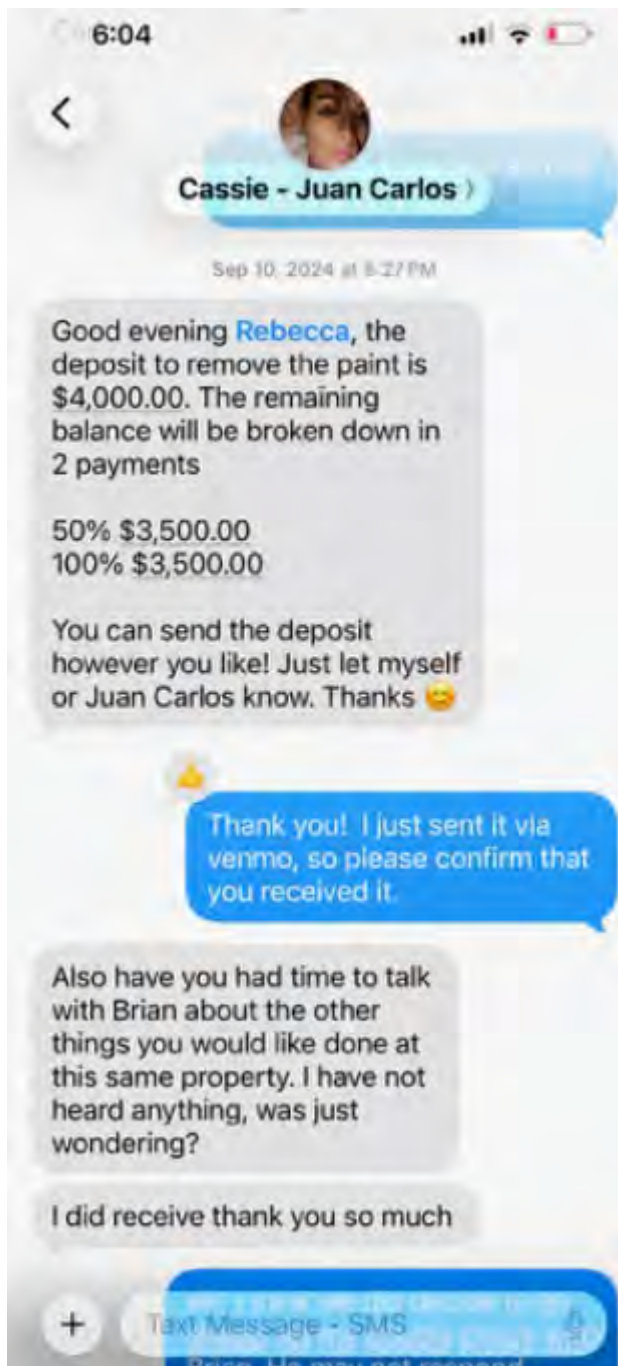 6:04
Cassie - Juan Carlos
Sep 10, 2024 at
Good evening Rebecca, the
deposit to remove the paint is
$4,000.00. The remaining
balance will be broken down in
2 payments
50% $3,500.00
100% $3,500.00
You can send the deposit
however you like! Just let myself
or Juan Carlos know. Thanks 😊
Thank you! I just sent it via
venmo, so please confirm that
you received it.
Also have you had time to talk
with Brian about the other
things you would like done at
this same property. I have not
heard anything, was just
wondering?
I did receive thank you so much
Text Message - SMS
Brian. He may not respond